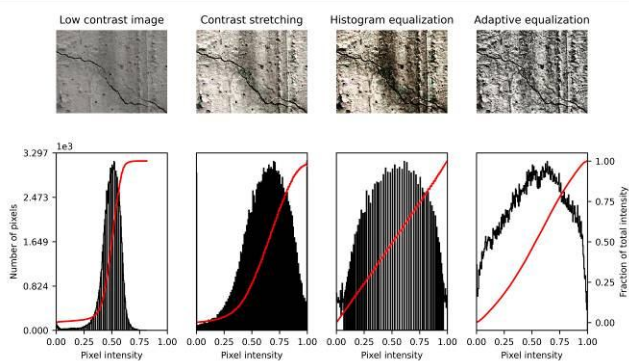 Low contrast image
Contrast stretching
Histogram equalization
Adaptive equalization
1e3
3.297
2.473
1.649
0.824
0.000
Number of pixels
0.00 0.25 0.50 0.75 1.00
Pixel intensity
0.00 0.25 0.50 0.75 1.00
Pixel intensity
0.00 0.25 0.50 0.75 1.00
Pixel intensity
0.00 0.25 0.50 0.75 1.00
Pixel intensity
1.00
0.75
0.50
0.25
0.00
Fraction of total intensity